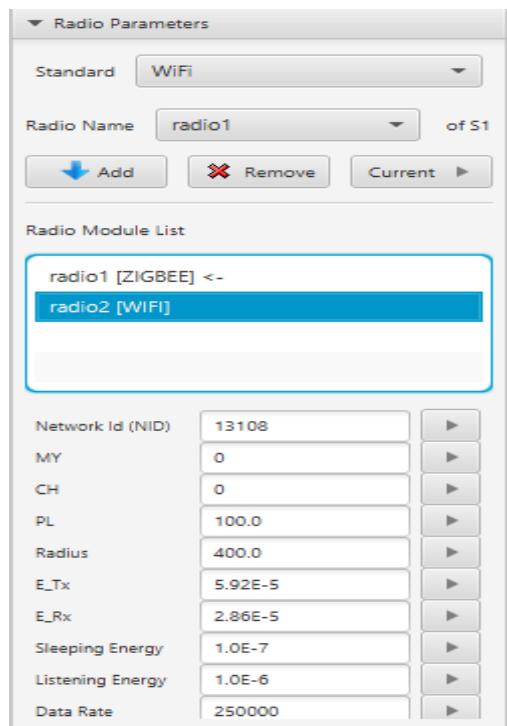 Radio Parameters
Standard WiFi
Radio Name radio1 of S1
Add Remove Current
Radio Module List
radio1 [ZIGBEE] <-
radio2 [WIFI]
Network Id (NID) 13108
MY 0
CH 0
PL 100.0
Radius 400.0
E_Tx 5.92E-5
E_Rx 2.86E-5
Sleeping Energy 1.0E-7
Listening Energy 1.0E-6
Data Rate 250000